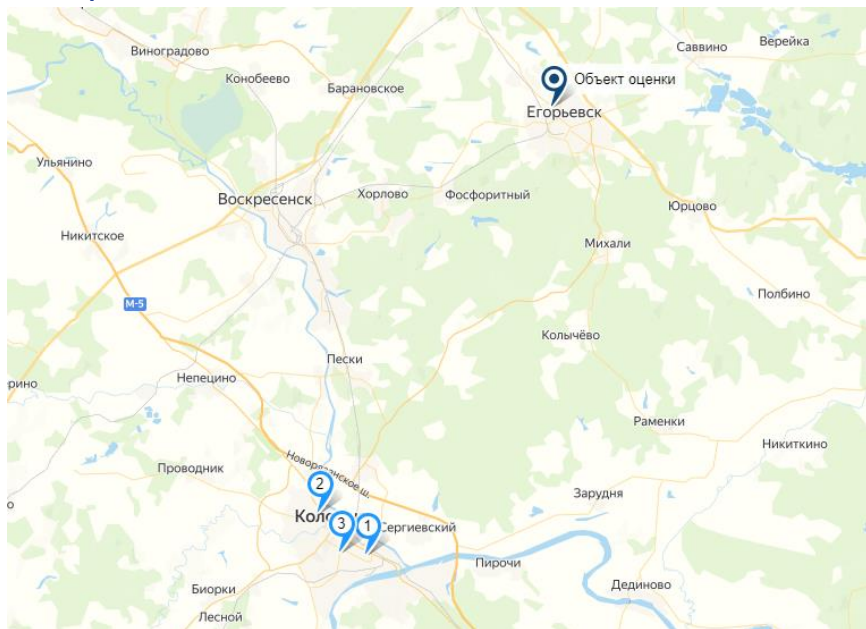 Виноградово
Саввино
Верейка
Конобеево
Барановское
Объект оценки
Егорьевск
Ульянино
Воскресенск
Хорлово
Фосфоритный
Юрцово
Никитское
Михали
М-5
Полбино
Колычёво
Пески
Непецино
Раменки
Никиткино
Проводник
2
Зарудня
3
1
Сергиевский
Пирочи
Дединово
Биорки
Лесной